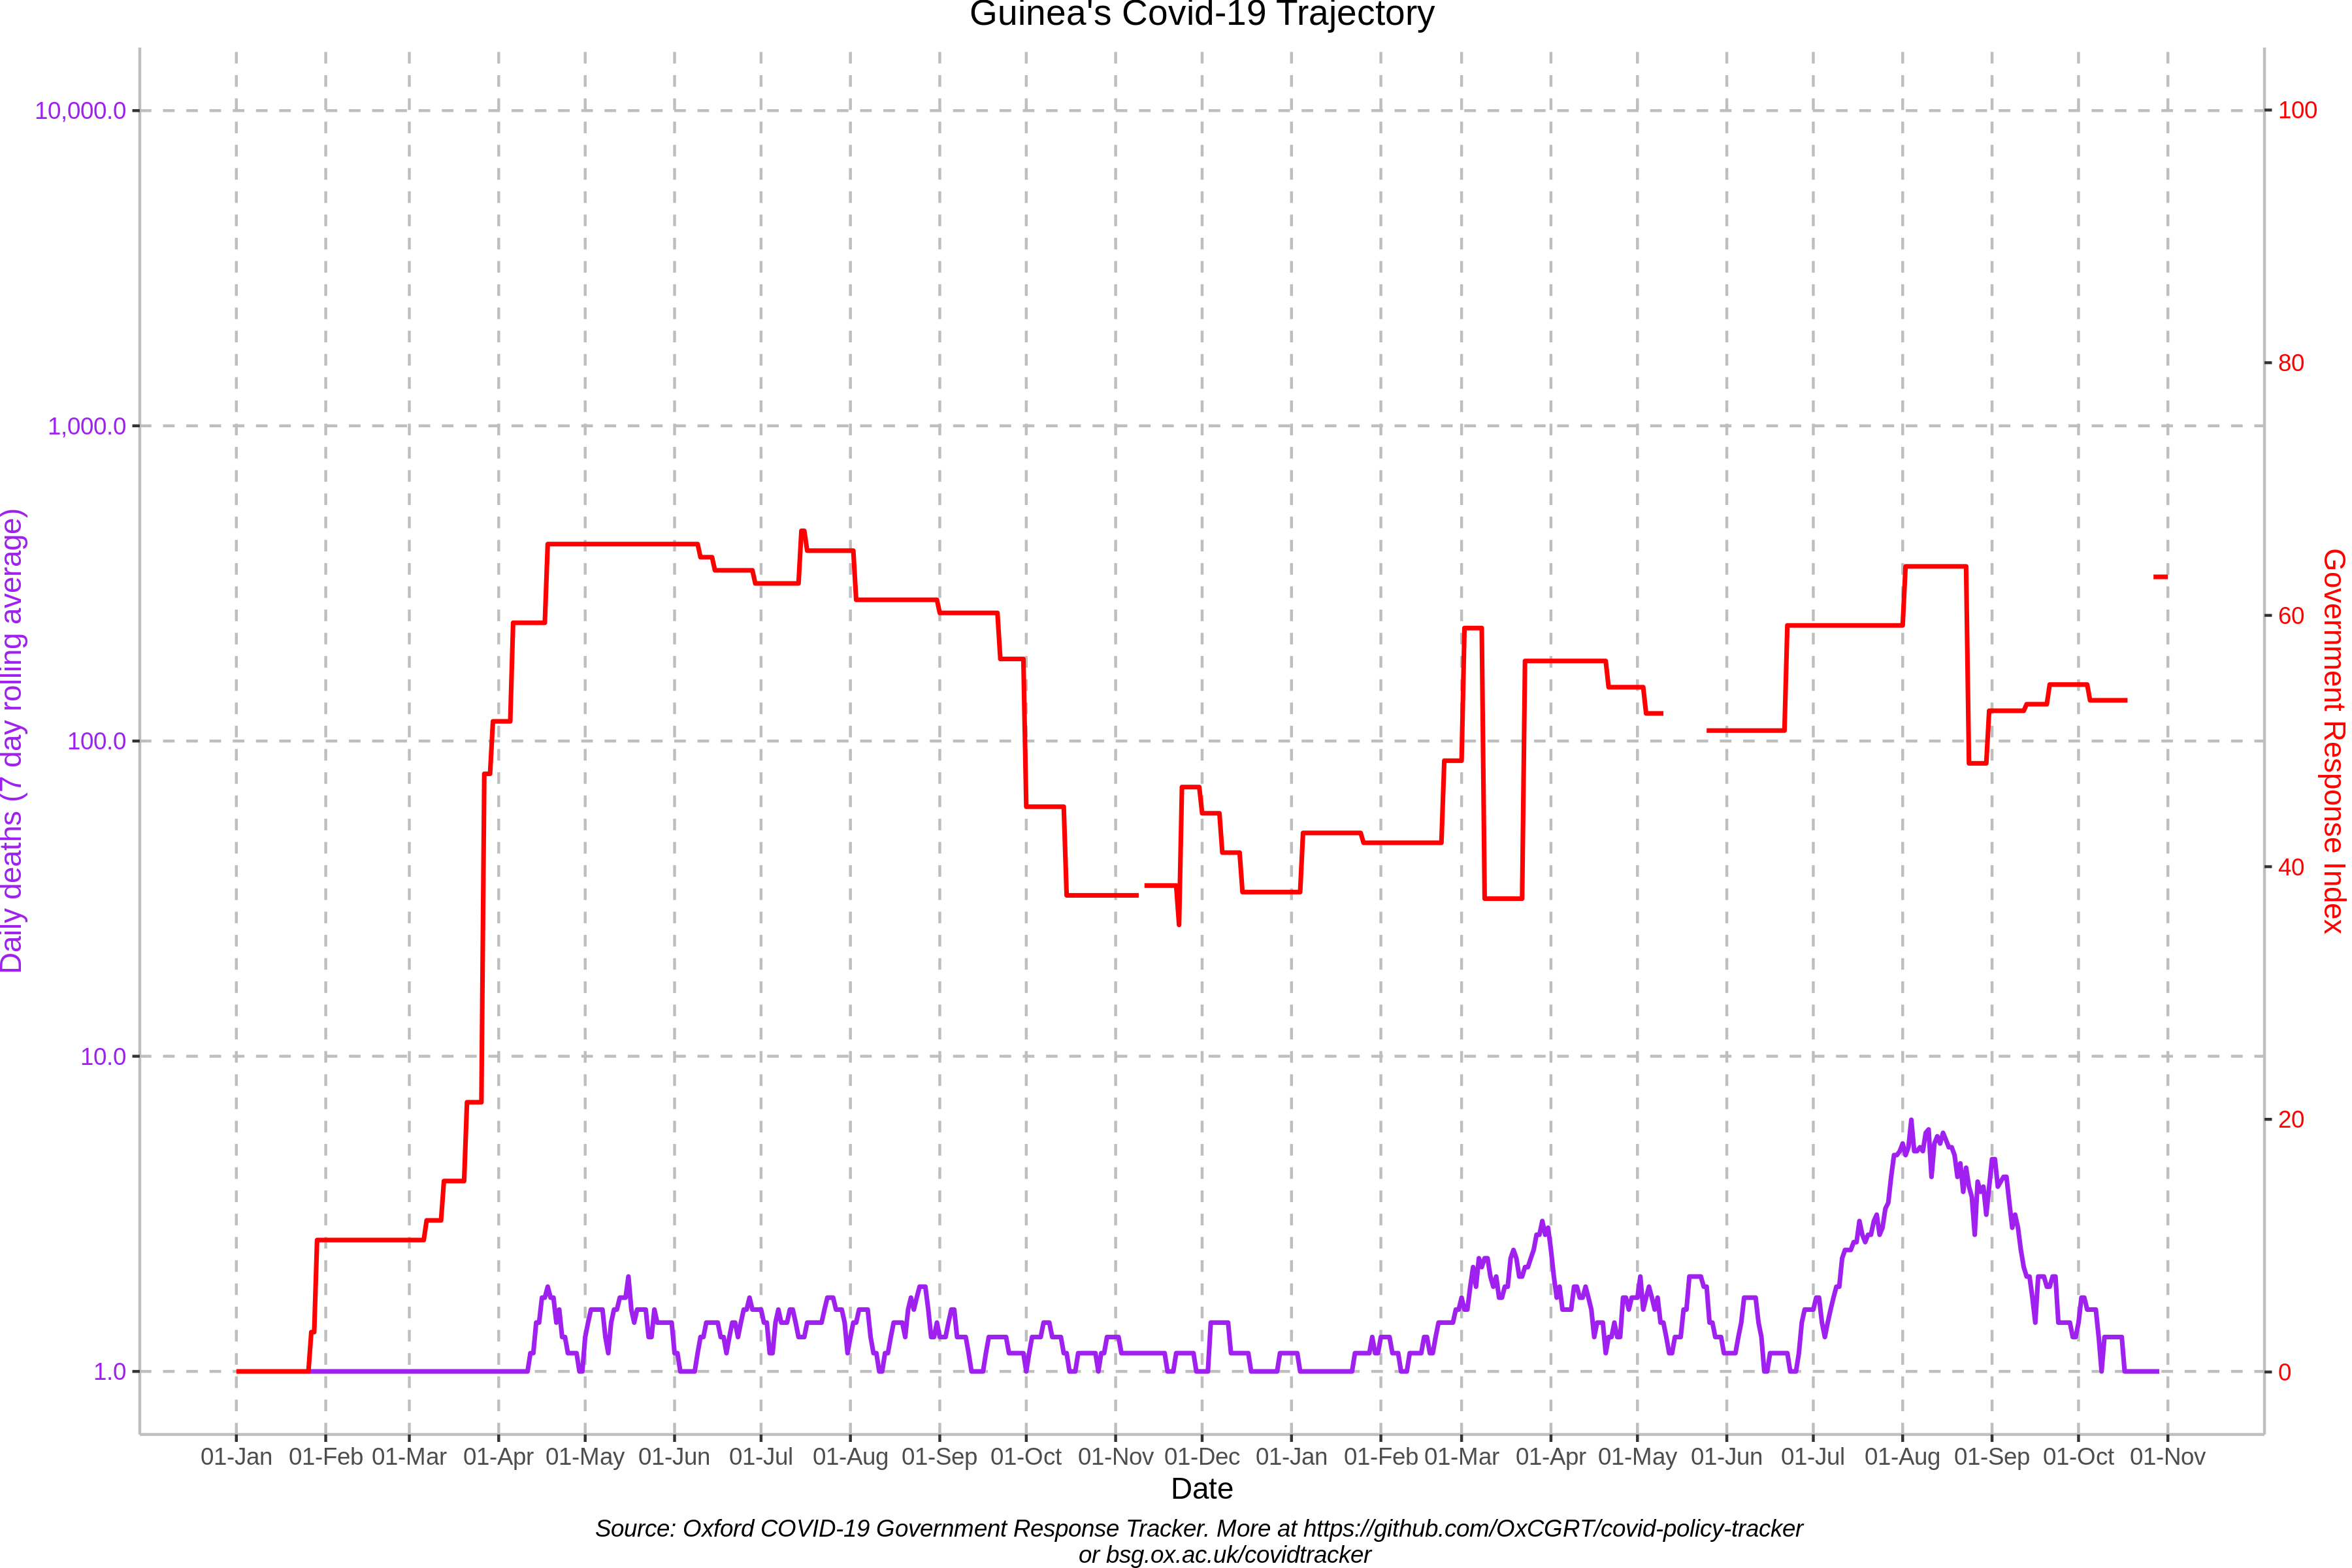 Guinea's Covid-19 Trajectory
10,000.0
1,000.0
100.0
10.0
1.0
100
80
60
40
20
0
Daily deaths (7 day rolling average)
Government Response Index
01-Jan 01-Feb 01-Mar 01-Apr 01-May 01-Jun 01-Jul 01-Aug 01-Sep 01-Oct 01-Nov 01-Dec 01-Jan 01-Feb 01-Mar 01-Apr 01-May 01-Jun 01-Jul 01-Aug 01-Sep 01-Oct 01-Nov
Date
Source: Oxford COVID-19 Government Response Tracker. More at https://github.com/OxCGRT/covid-policy-tracker
or bsg.ox.ac.uk/covidtracker